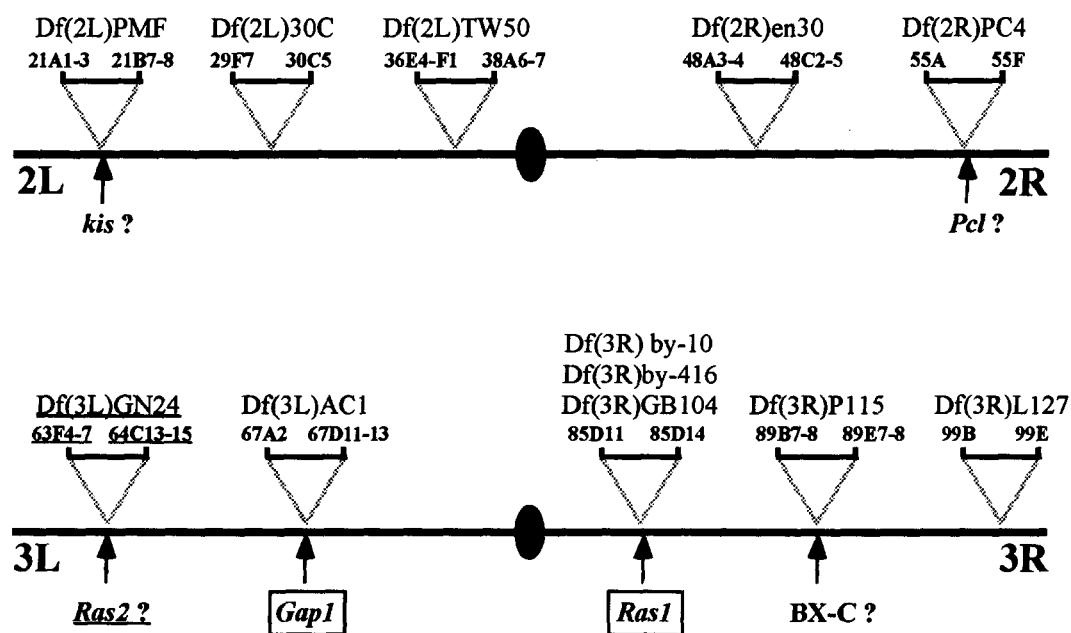 Df(2L)PMF Df(2L)30C Df(2L)TW50 Df(2R)en30 Df(2R)PC4
21A1-3 21B7-8 29F7 30C5 36E4-F1 38A6-7 48A3-4 48C2-5 55A 55F
2L 2R
kis ? Pcl ?
Df(3R) by-10
Df(3R)by-416
Df(3L)GN24 Df(3L)AC1 Df(3R)GB104 Df(3R)P115 Df(3R)L127
63F4-7 64C13-15 67A2 67D11-13 85D11 85D14 89B7-8 89E7-8 99B 99E
3L 3R
Ras2 ? Gap1 Ras1 BX-C ?